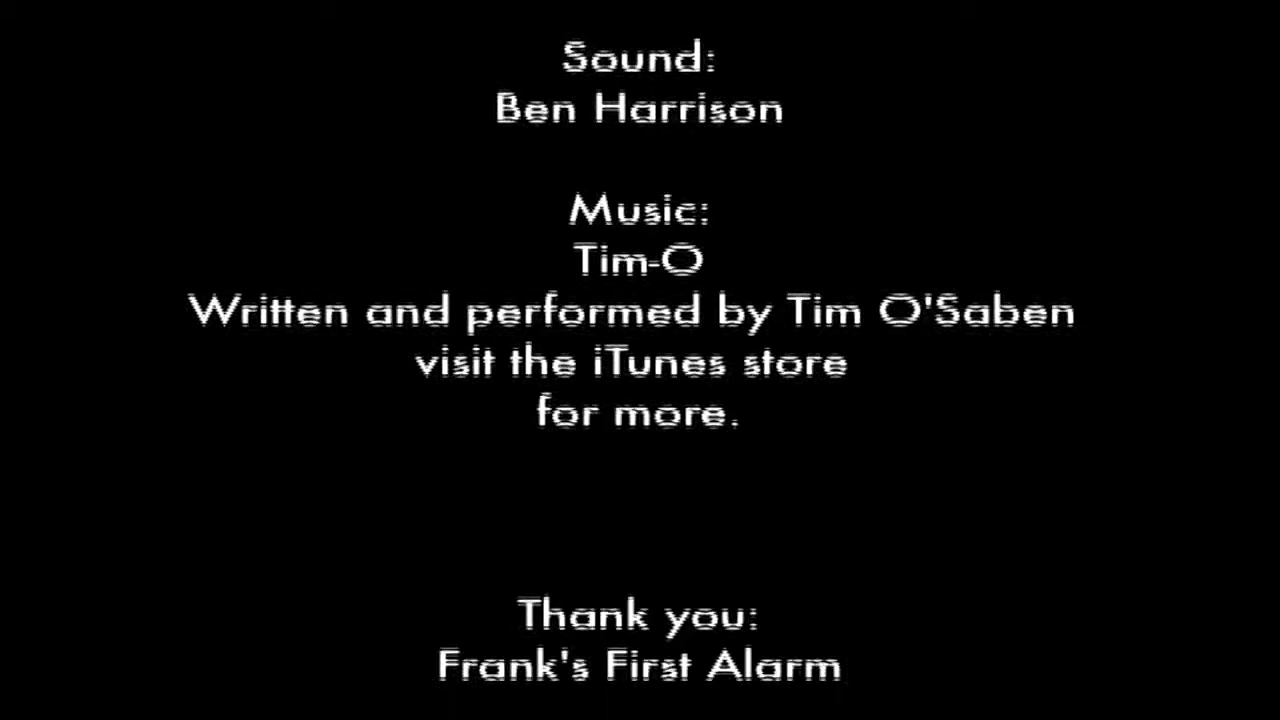 Sound:
Ben Harrison
Music:
Tim-O
Written and performed by Tim O'Saben
visit the iTunes store
for more.
Thank you:
Frank's First Alarm